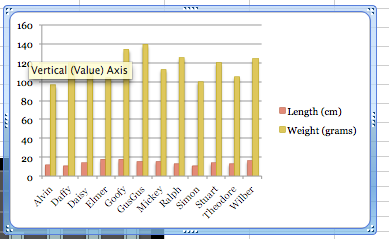 160
140
Vertical (Value) Axis
100
80
60
40
20
0
Alvin
Daffy
Daisy
Elmer
Goofy
GusGus
Mickey
Ralph
Simon
Stuart
Theodore
Wilber
Length (cm)
Weight (grams)